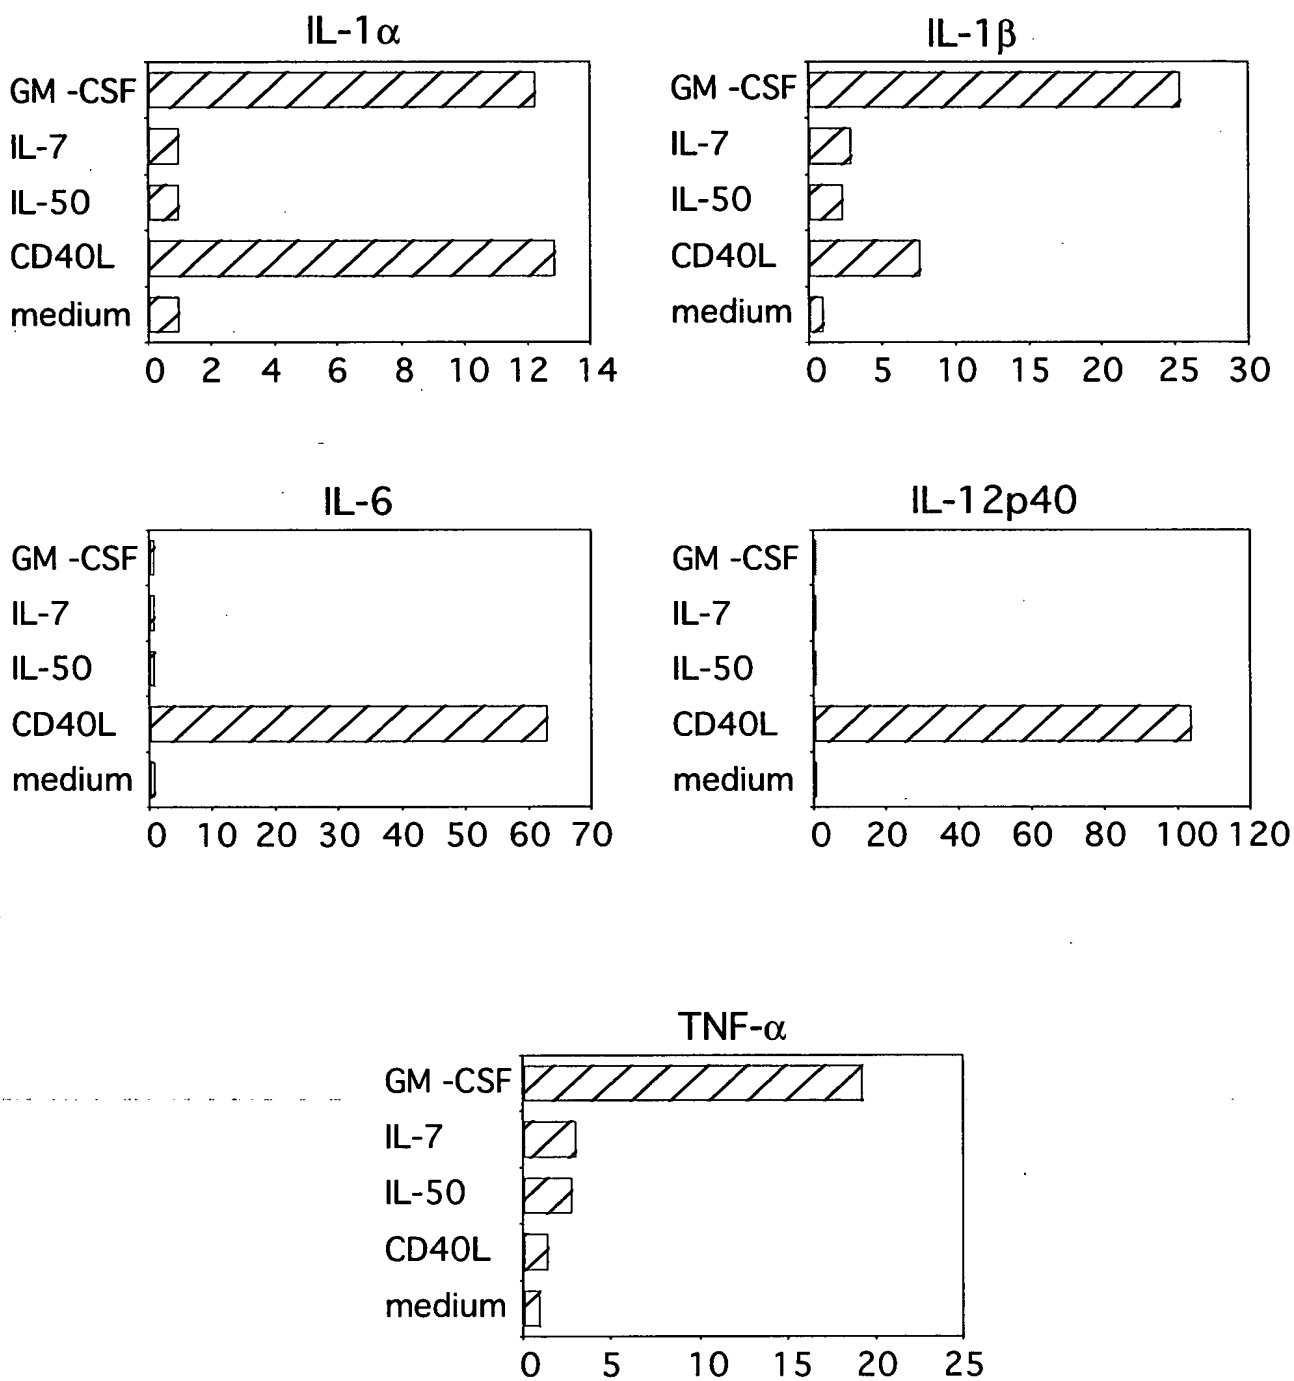 IL-1α
GM -CSF
IL-7
IL-50
CD40L
medium
0 2 4 6 8 10 12 14
IL-1β
GM -CSF
IL-7
IL-50
CD40L
medium
0 5 10 15 20 25 30
IL-6
GM -CSF
IL-7
IL-50
CD40L
medium
0 10 20 30 40 50 60 70
IL-12p40
GM -CSF
IL-7
IL-50
CD40L
medium
0 20 40 60 80 100 120
TNF-α
GM -CSF
IL-7
IL-50
CD40L
medium
0 5 10 15 20 25